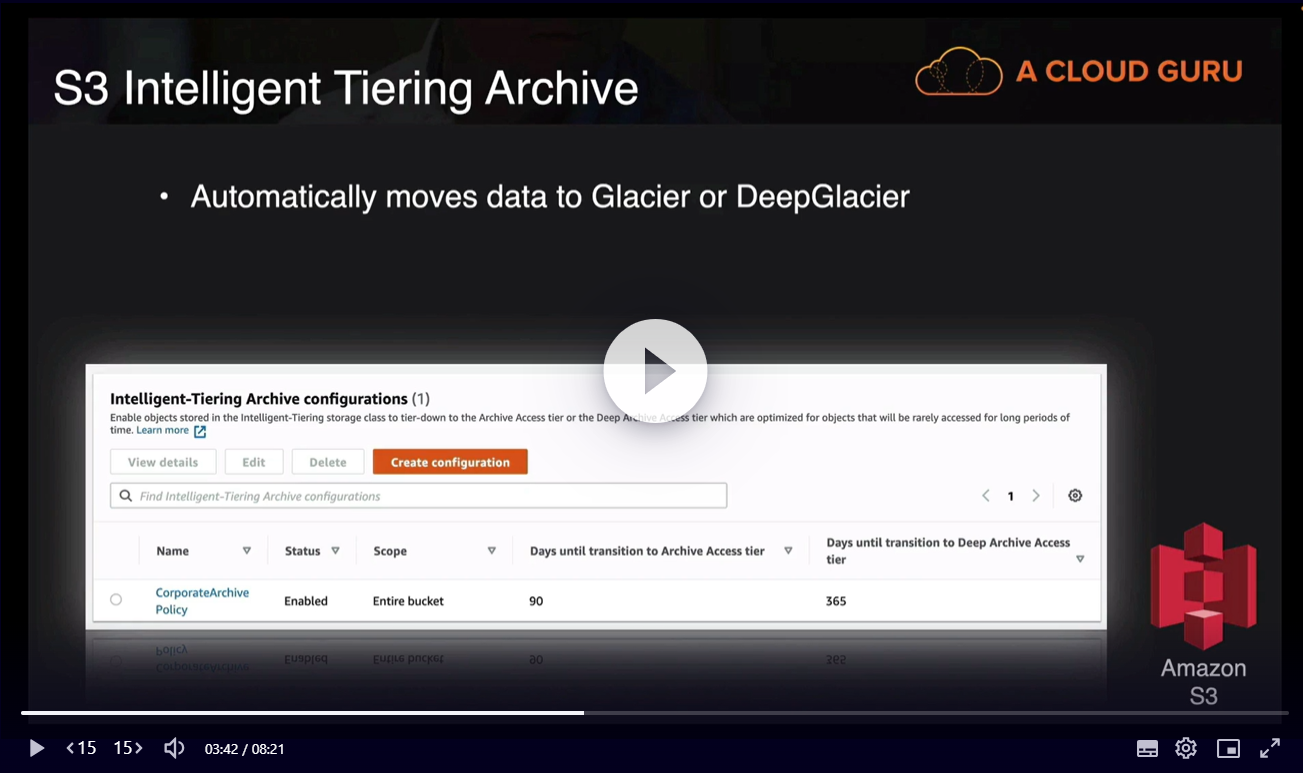 S3 Intelligent Tiering Archive
A CLOUD GURU
• Automatically moves data to Glacier or DeepGlacier
Intelligent-Tiering Archive configurations (1)
Enable objects stored in the Intelligent-Tiering storage class to tier-down to the Archive Access tier or the Deep Archive Access tier which are optimized for objects that will be rarely accessed for long periods of
time. Learn more
View details Edit Delete Create configuration
Find Intelligent-Tiering Archive configurations
1
Name Status Scope Days until transition to Archive Access tier Days until transition to Deep Archive Access
tier
CorporateArchive
Policy
Enabled Entire bucket 90 365
Amazon
S3
<15 15> 03:42 / 08:21